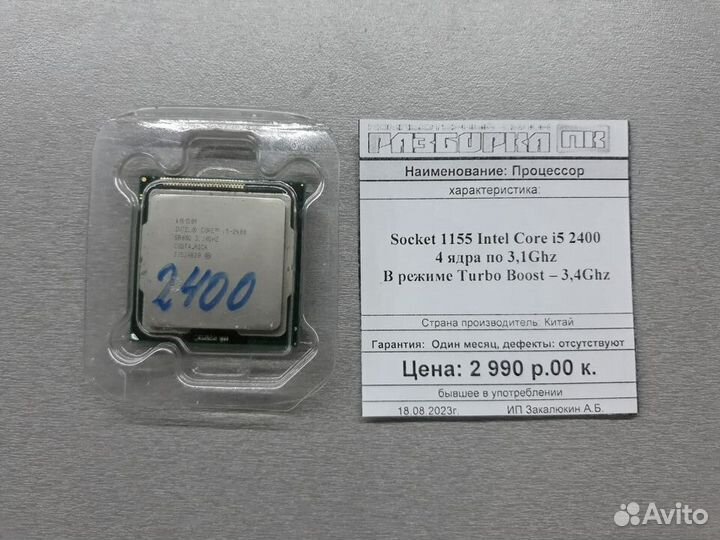 INTEL® CORE™ i5-2400
SR00Q 3.10GHZ
2400
РАЗБОРКА ПК
Наименование: Процессор
характеристика:
Socket 1155 Intel Core i5 2400
4 ядра по 3,1Ghz
В режиме Turbo Boost – 3,4Ghz
Страна производитель: Китай
Гарантия: Один месяц, дефекты: отсутствуют
Цена: 2 990 р.00 к.
бывшее в употреблении
18.08.2023г. ИП Закалюкин А.Б.
Avito